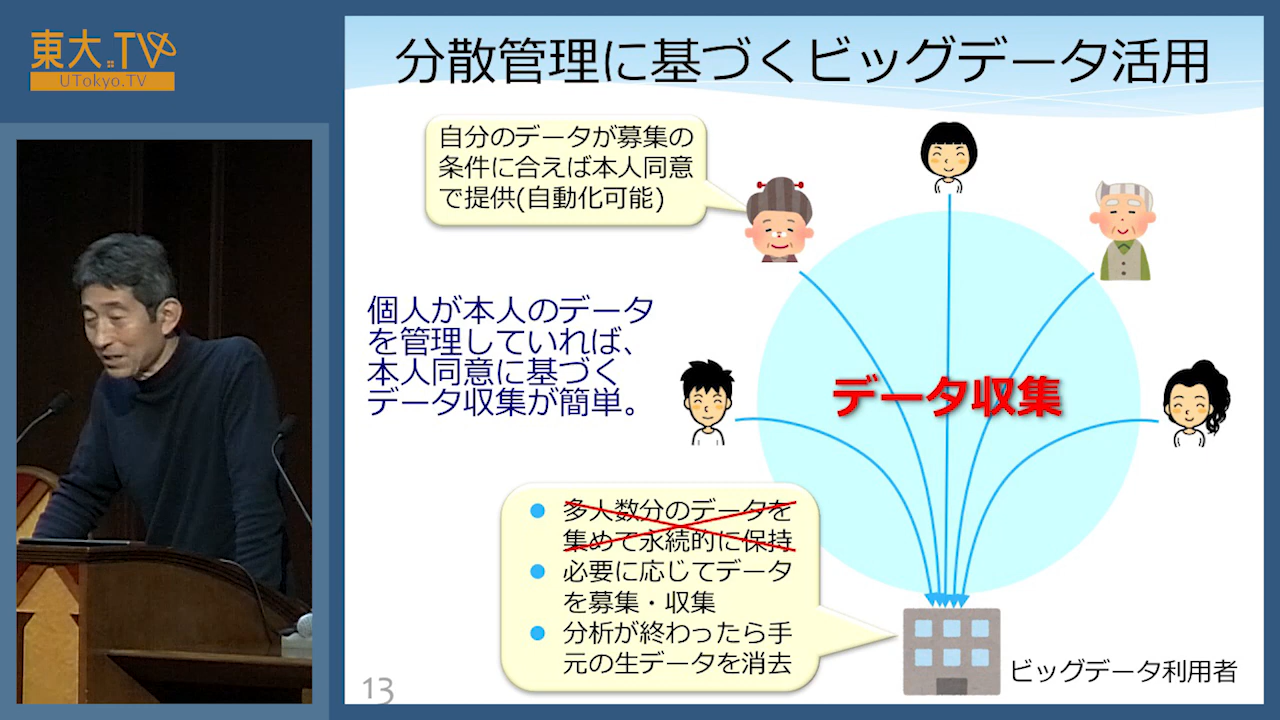 東大.TV
UTokyo.TV
分散管理に基づくビッグデータ活用
自分のデータが募集の
条件に合えば本人同意
で提供(自動化可能)
個人が本人のデータ
を管理していれば、
本人同意に基づく
データ収集が簡単。
データ収集
多人数分のデータを
集めて永続的に保持
必要に応じてデータ
を募集・収集
分析が終わったら手
元の生データを消去
ビッグデータ利用者
13